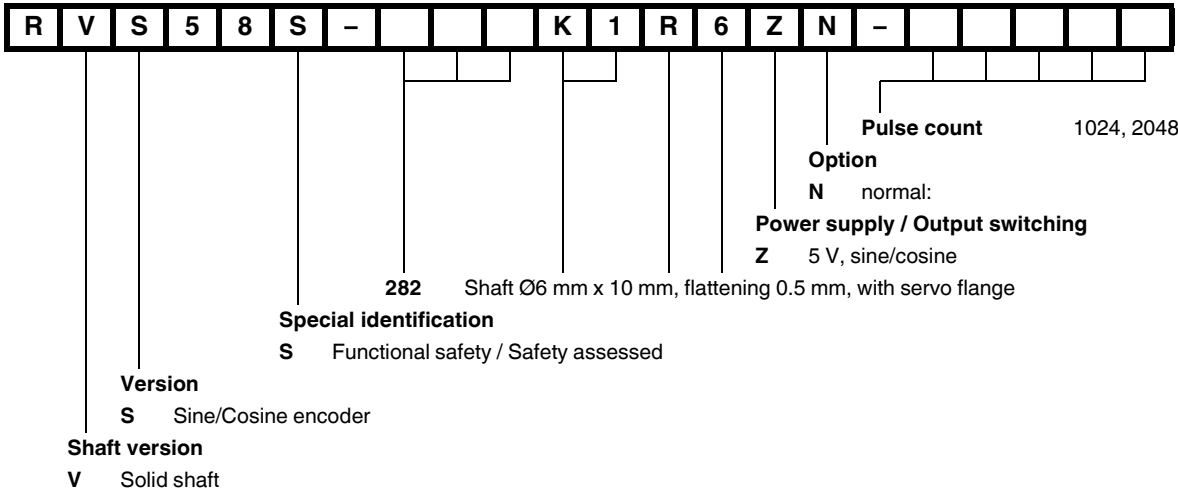 R V S 5 8 S – K 1 R 6 Z N –
Pulse count 1024, 2048
Option
N normal:
Power supply / Output switching
Z 5 V, sine/cosine
282 Shaft Ø6 mm x 10 mm, flattening 0.5 mm, with servo flange
Special identification
S Functional safety / Safety assessed
Version
S Sine/Cosine encoder
Shaft version
V Solid shaft